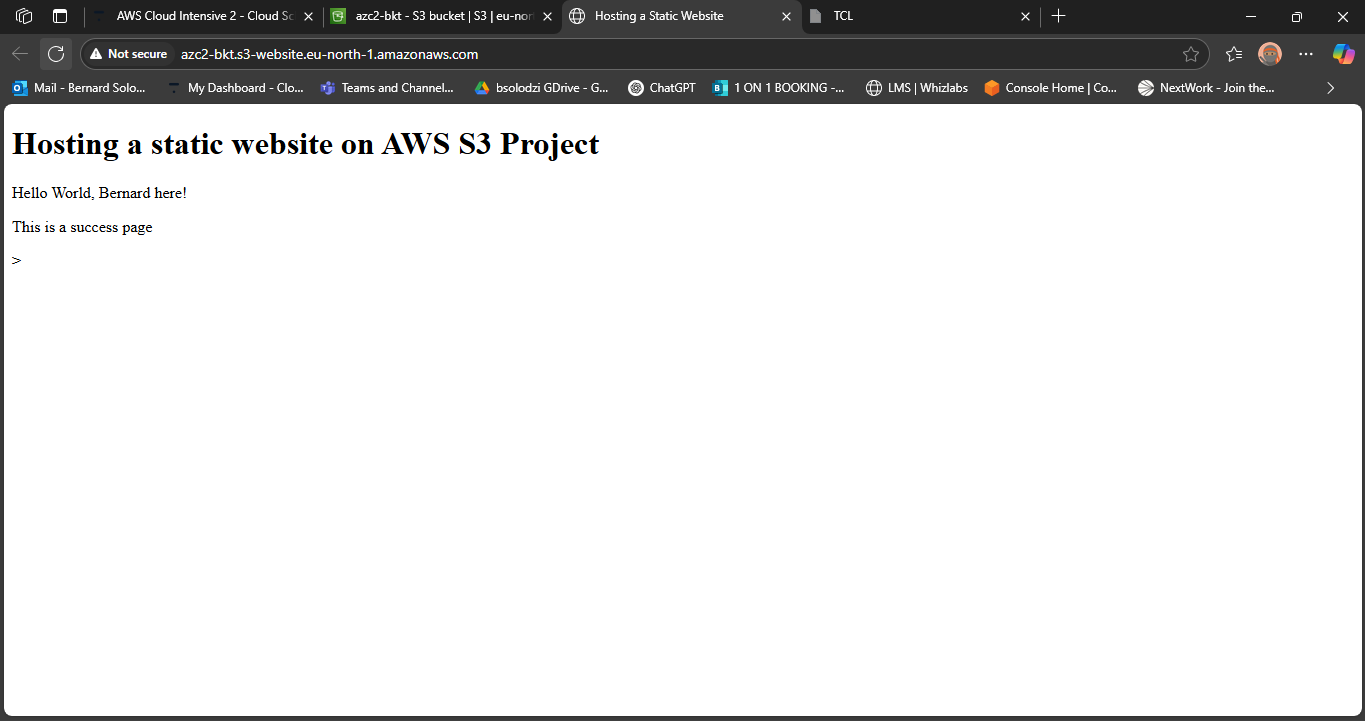 AWS Cloud Intensive 2 - Cloud Sc
azc2-bkt - S3 bucket | S3 | eu-nor
Hosting a Static Website
TCL
Not secure
azc2-bkt.s3-website.eu-north-1.amazonaws.com
Mail - Bernard Solo...
My Dashboard - Clo...
Teams and Channel...
bsolodzi GDrive - G...
ChatGPT
1 ON 1 BOOKING -...
LMS | Whizlabs
Console Home | Co...
NextWork - Join the...
Hosting a static website on AWS S3 Project
Hello World, Bernard here!
This is a success page
>